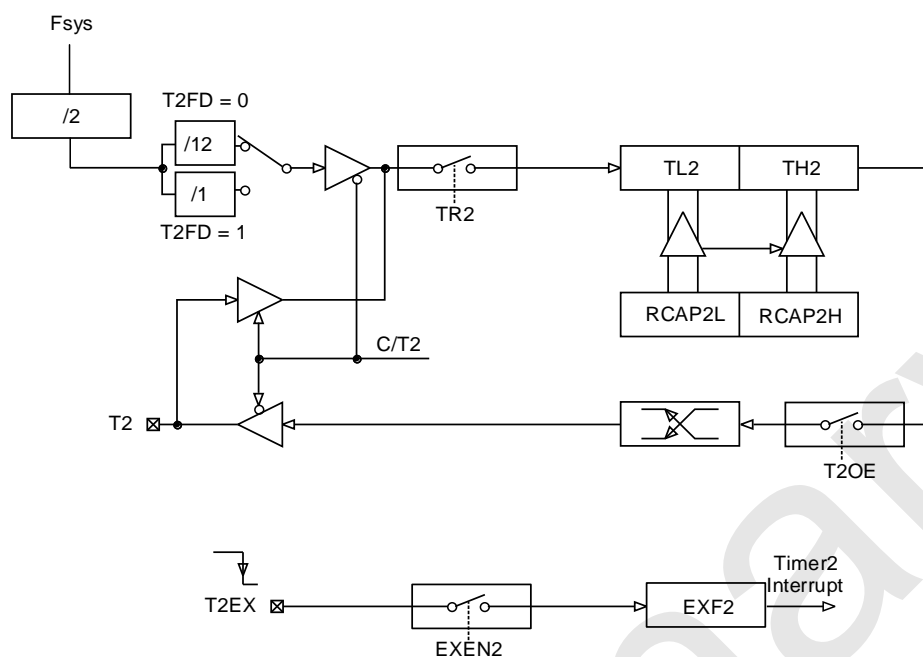 Fsys
/2
T2FD = 0
/12
/1
T2FD = 1
TR2
TL2
TH2
RCAP2L
RCAP2H
C/T2
T2
T2OE
T2EX
EXEN2
EXF2
Timer2
Interrupt